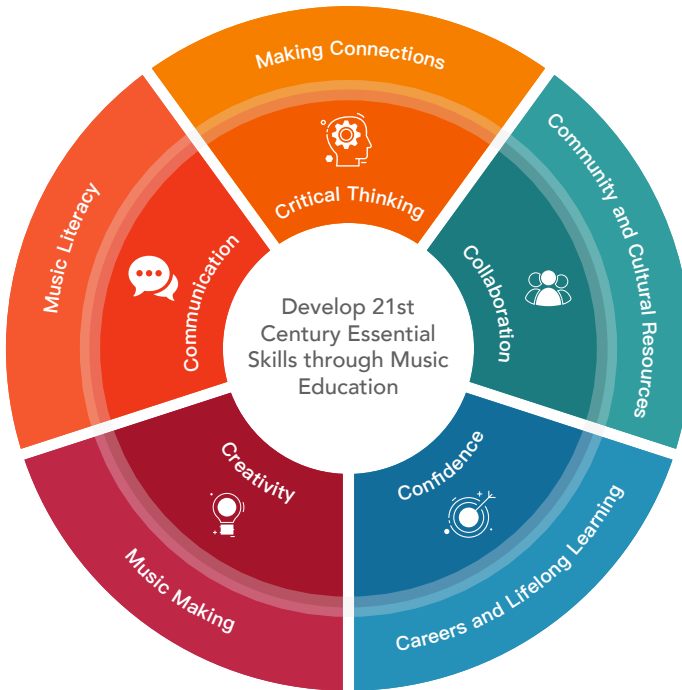 Making Connections
Critical Thinking
Community and Cultural Resources
Collaboration
Careers and Lifelong Learning
Confidence
Music Making
Creativity
Music Literacy
Communication
Develop 21st
Century Essential
Skills through Music
Education